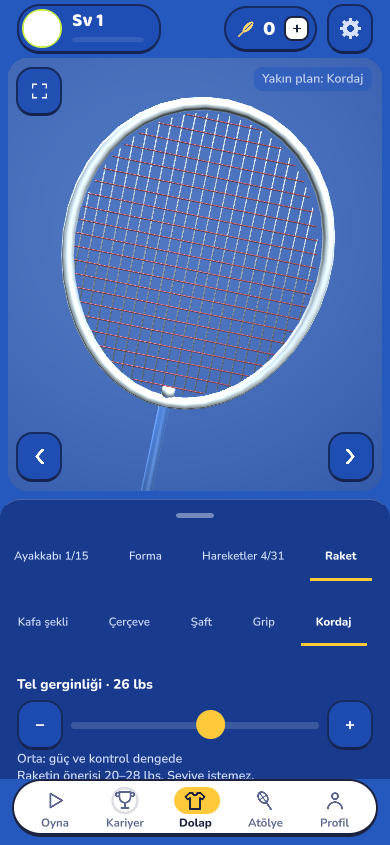 Sv 1
0
+
Yakın plan: Kordaj
Ayakkabı 1/15 Forma Hareketler 4/31 Raket
Kafa şekli Çerçeve Şaft Grip Kordaj
Tel gerginliği · 26 lbs
− +
Orta: güç ve kontrol dengede
Raketin önerisi 20–28 lbs. Seviye istemez.
Oyna Kariyer Dolap Atölye Profil